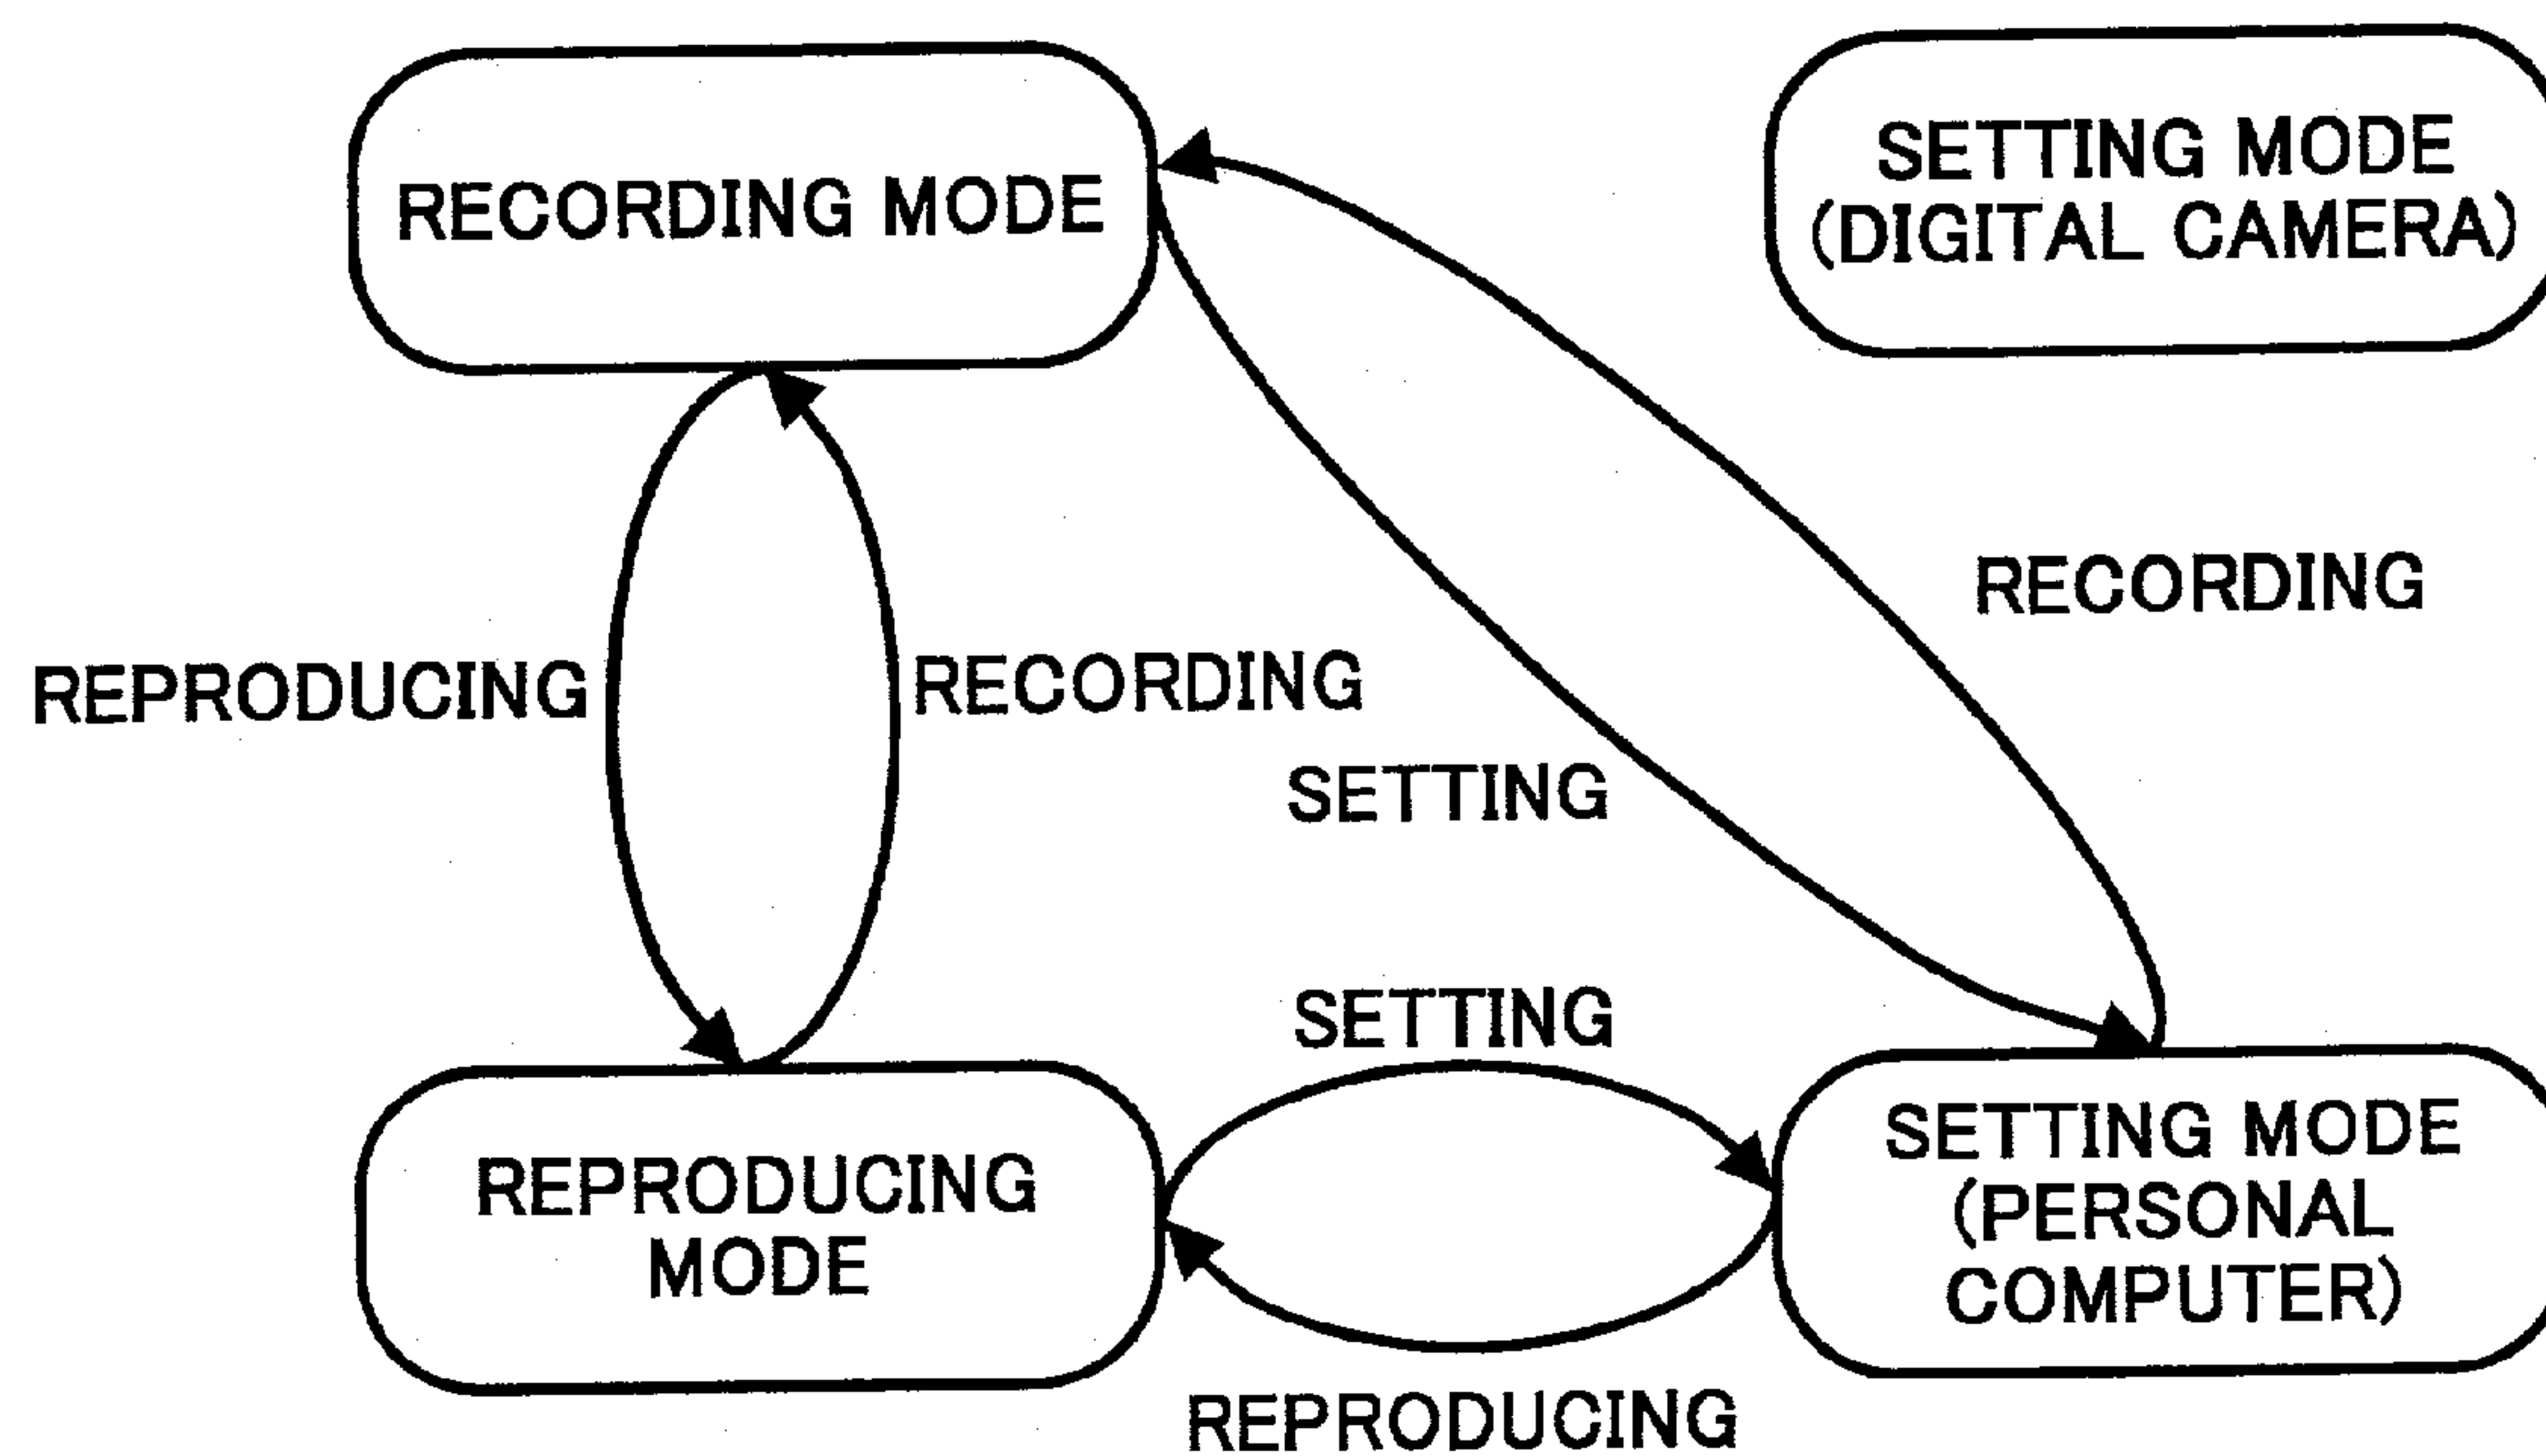 RECORDING MODE
SETTING MODE
(DIGITAL CAMERA)
RECORDING
REPRODUCING
RECORDING
SETTING
SETTING
REPRODUCING
MODE
SETTING MODE
(PERSONAL
COMPUTER)
REPRODUCING